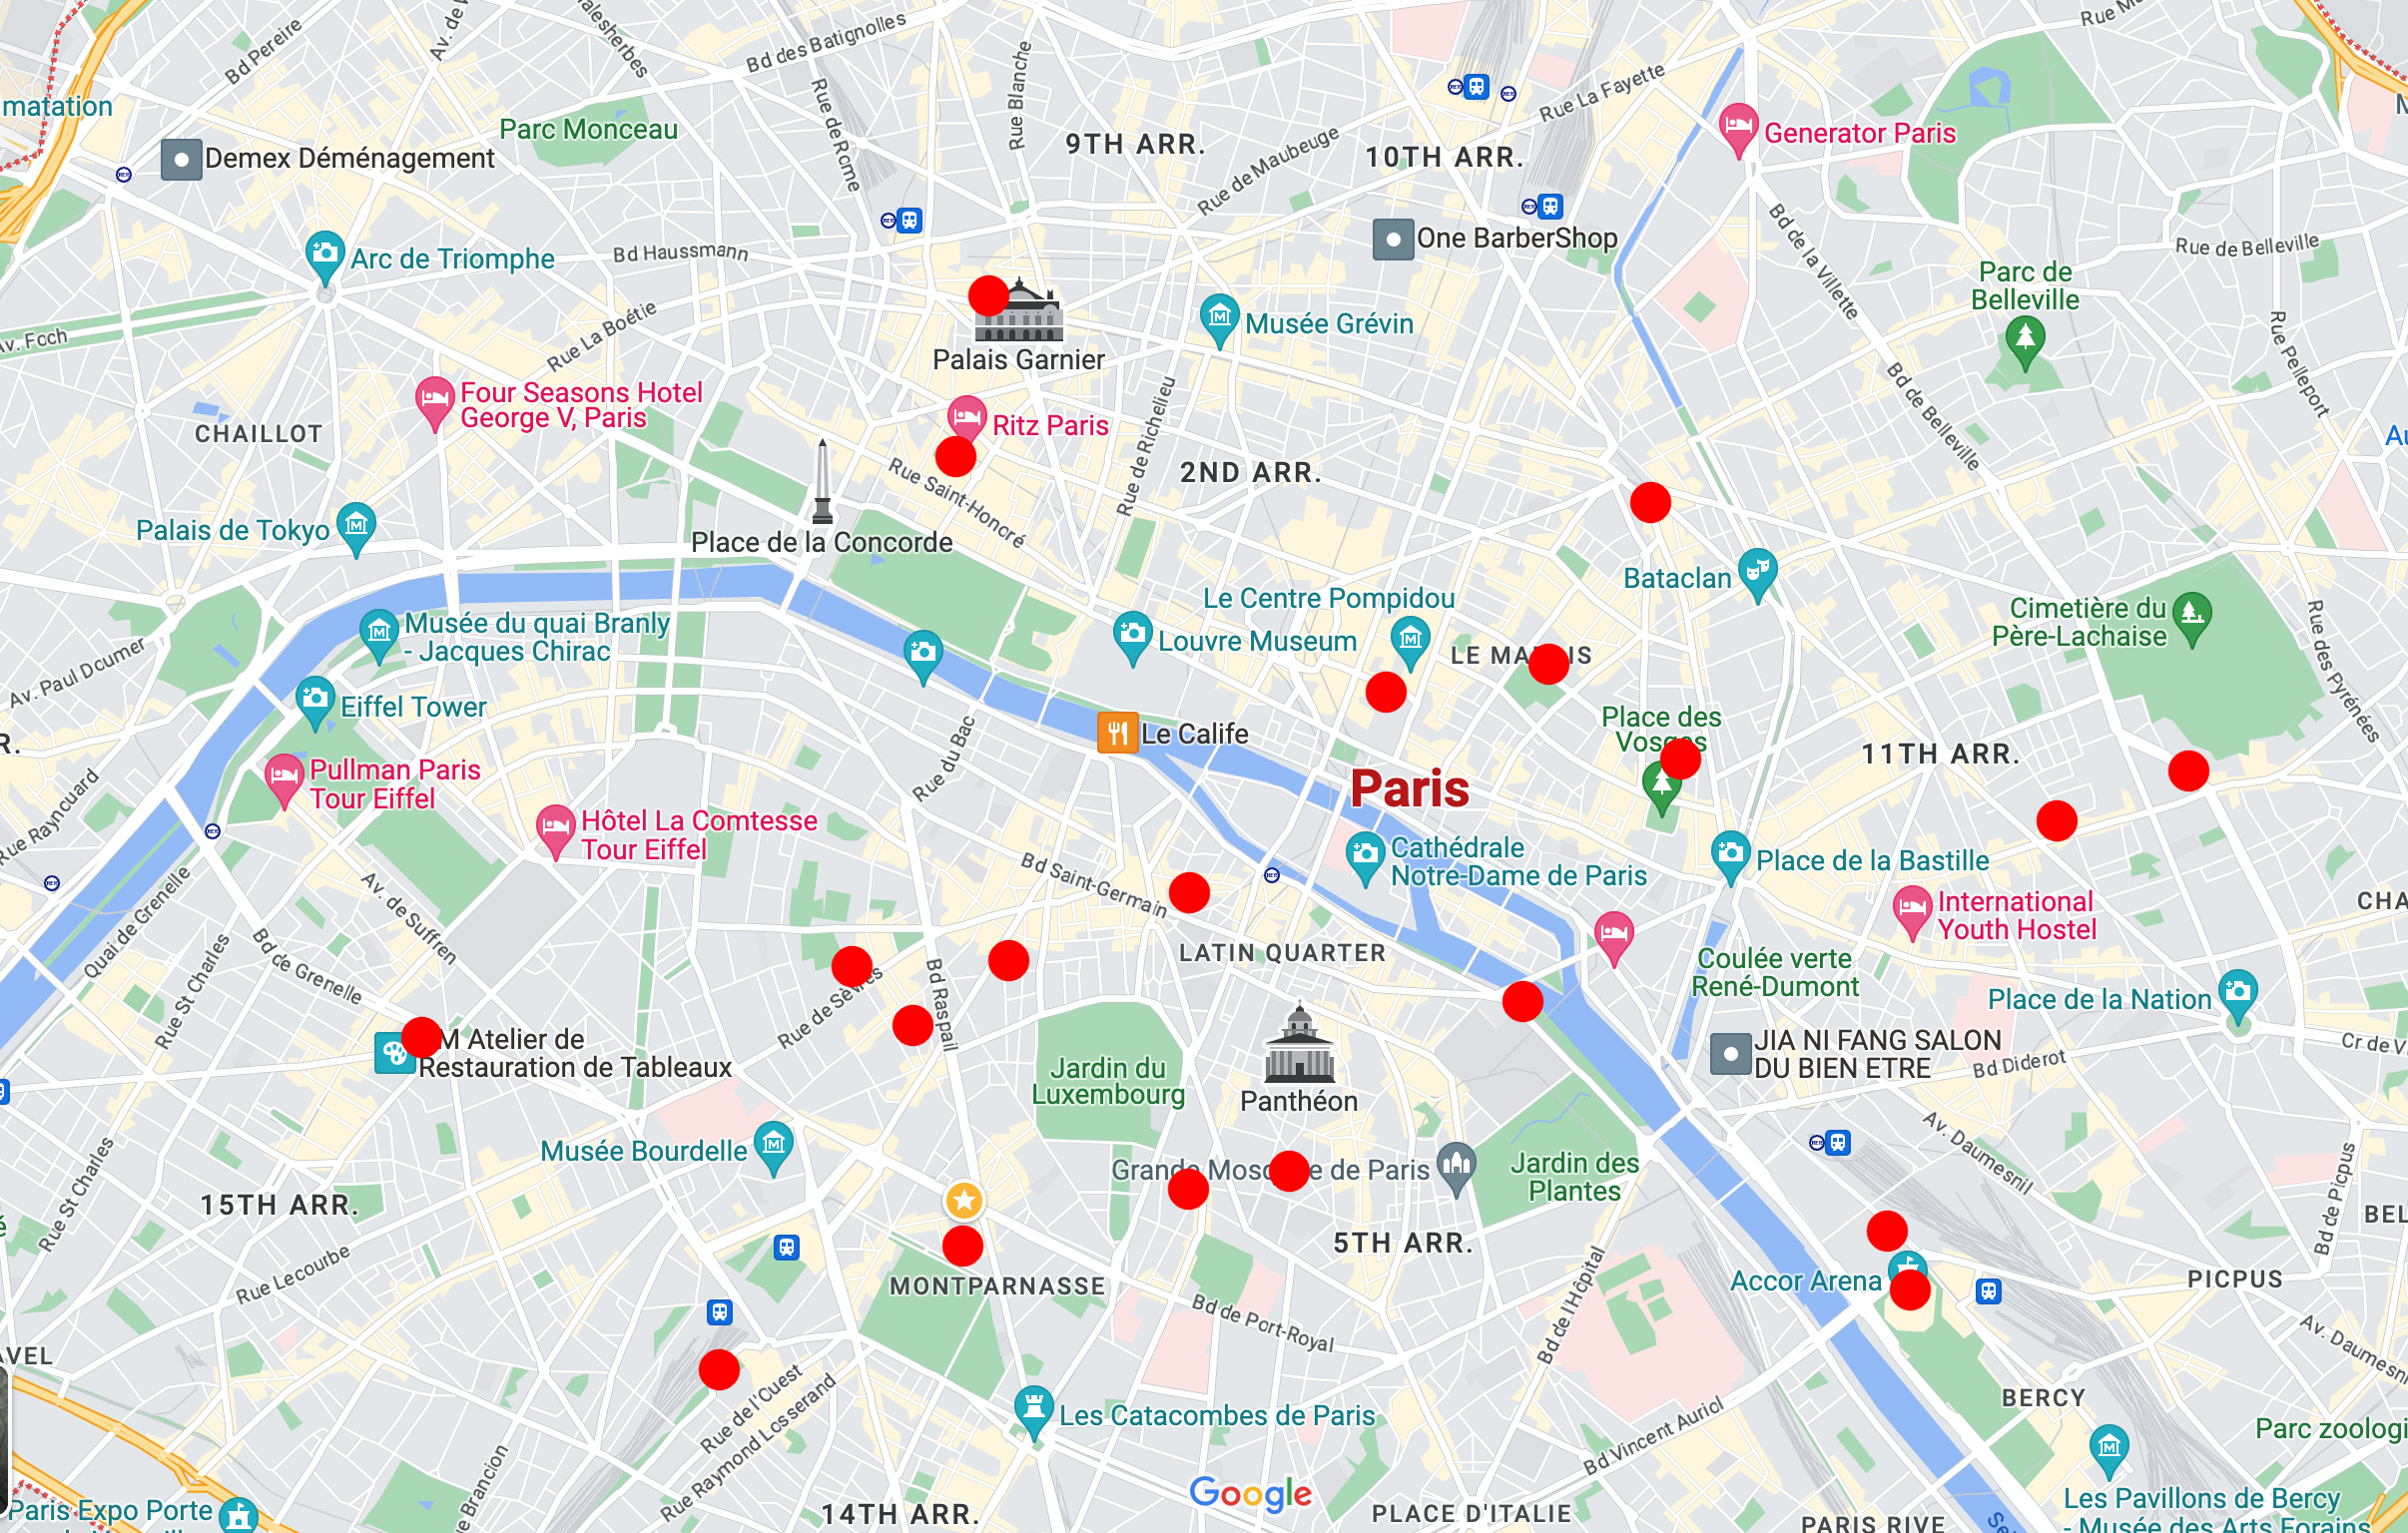 Rue M
Bd Pereire
Av. de V
alesherbes
Bd des Batignolles
matation
Parc Monceau
Rue de Rome
Rue Blanche
9TH ARR.
Rue de Maubeuge
10TH ARR.
Rue La Fayette
Generator Paris
Demex Déménagement
Arc de Triomphe
Bd Haussmann
One BarberShop
Bd de la Villette
Rue de Belleville
Parc de
Belleville
Av. Foch
Rue La Boétie
Palais Garnier
Musée Grévin
Rue Pelleport
Four Seasons Hotel
George V, Paris
CHAILLOT
Ritz Paris
Rue de Richelieu
Bd de Belleville
Au
2ND ARR.
Rue Saint-Honoré
Palais de Tokyo
Place de la Concorde
Bataclan
Le Centre Pompidou
Louvre Museum
LE MA IS
Cimetière du
Père-Lachaise
Rue des Pyrénées
Musée du quai Branly
- Jacques Chirac
Av. Paul Doumer
Eiffel Tower
Rue du Bac
Le Calife
Place des
Vosges
11TH ARR.
R.
Pullman Paris
Tour Eiffel
Paris
Rue Raynouard
Hôtel La Comtesse
Tour Eiffel
Bd Saint-Germain
Cathédrale
Notre-Dame de Paris
Place de la Bastille
Quai de Grenelle
Av. de Suffren
International
Youth Hostel
CHA
Rue St Charles
Bd de Grenelle
Rue de Sèvres
Bd Raspail
LATIN QUARTER
Coulée verte
René-Dumont
Place de la Nation
M Atelier de
Restauration de Tableaux
Jardin du
Luxembourg
Panthéon
JIA NI FANG SALON
DU BIEN ETRE
Bd Diderot
Cr de V
Musée Bourdelle
Grande Mosq e de Paris
Jardin des
Plantes
Av. Daumesnil
Rue St Charles
15TH ARR.
Bd de Picpus
BEL
é
5TH ARR.
Rue Lecourbe
MONTPARNASSE
Bd de Port-Royal
Bd de l'Hôpital
Accor Arena
PICPUS
AVEL
Av. Daumesni
Rue de l'Ouest
Rue Raymond Losserand
Les Catacombes de Paris
BERCY
Bd Vincent Auriol
Parc zoologi
e Brancion
Google
Paris Expo Porte
14TH ARR.
PLACE D'ITALIE
PARIS RIVE
Les Pavillons de Bercy
- Musée des Arts Forains
Se